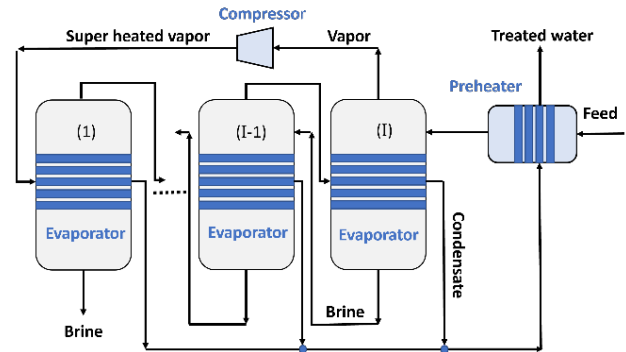 Compressor
Super heated vapor
Vapor
Treated water
Preheater
Feed
(1)
(I-1)
(I)
Evaporator
Evaporator
Evaporator
Condensate
Brine
Brine